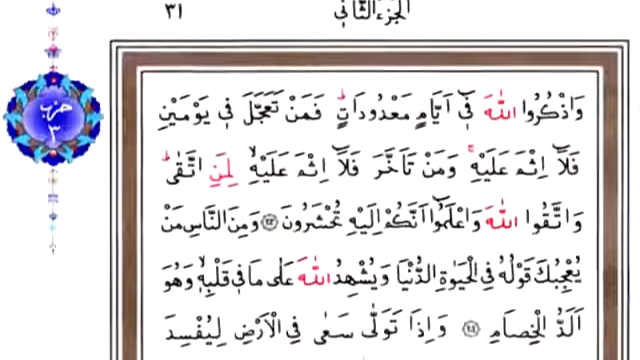 الجزء الثاني ٣١
حزب ٣
وَاذْكُرُوا اللّٰهَ فٖٓي اَيَّامٍ مَعْدُودَاتٍؕ فَمَنْ تَعَجَّلَ فٖي يَوْمَيْنِ
فَلَٓا اِثْمَ عَلَيْهِۚ وَمَنْ تَاَخَّرَ فَلَٓا اِثْمَ عَلَيْهِۙ لِمَنِ اتَّقٰىؕ
وَاتَّقُوا اللّٰهَ وَاعْلَمُٓوا اَنَّكُمْ اِلَيْهِ تُحْشَرُونَ ﴿٢٠٣﴾ وَمِنَ النَّاسِ مَنْ
يُعْجِبُكَ قَوْلُهُ فِي الْحَيٰوةِ الدُّنْيَا وَيُشْهِدُ اللّٰهَ عَلٰى مَا فٖي قَلْبِهٖۙ وَهُوَ
اَلَدُّ الْخِصَامِ ﴿٢٠٤﴾ وَاِذَا تَوَلّٰى سَعٰى فِي الْاَرْضِ لِيُفْسِدَ